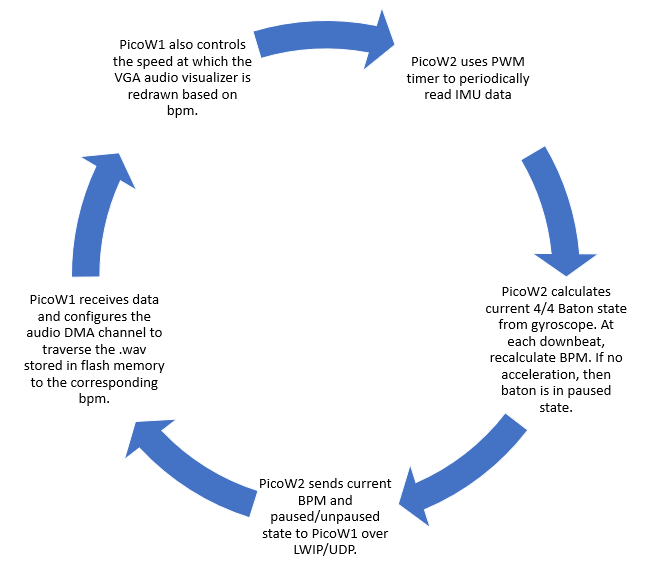 PicoW1 also controls
the speed at which the
VGA audio visualizer is
redrawn based on
bpm.
PicoW2 uses PWM
timer to periodically
read IMU data
PicoW2 calculates
current 4/4 Baton state
from gyroscope. At
each downbeat,
recalculate BPM. If no
acceleration, then
baton is in paused
state.
PicoW2 sends current
BPM and
paused/unpaused
state to PicoW1 over
LWIP/UDP.
PicoW1 receives data
and configures the
audio DMA channel to
traverse the .wav
stored in flash memory
to the corresponding
bpm.